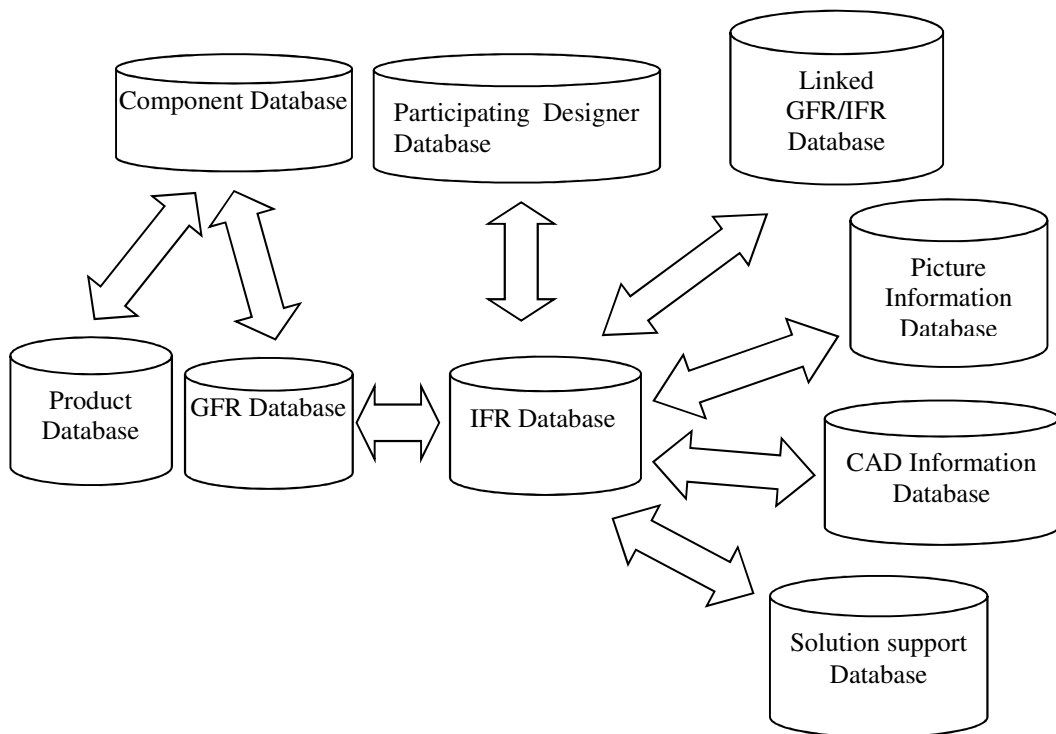 Component Database
Participating Designer
Database
Linked
GFR/IFR
Database
Picture
Information
Database
Product
Database
GFR Database
IFR Database
CAD Information
Database
Solution support
Database